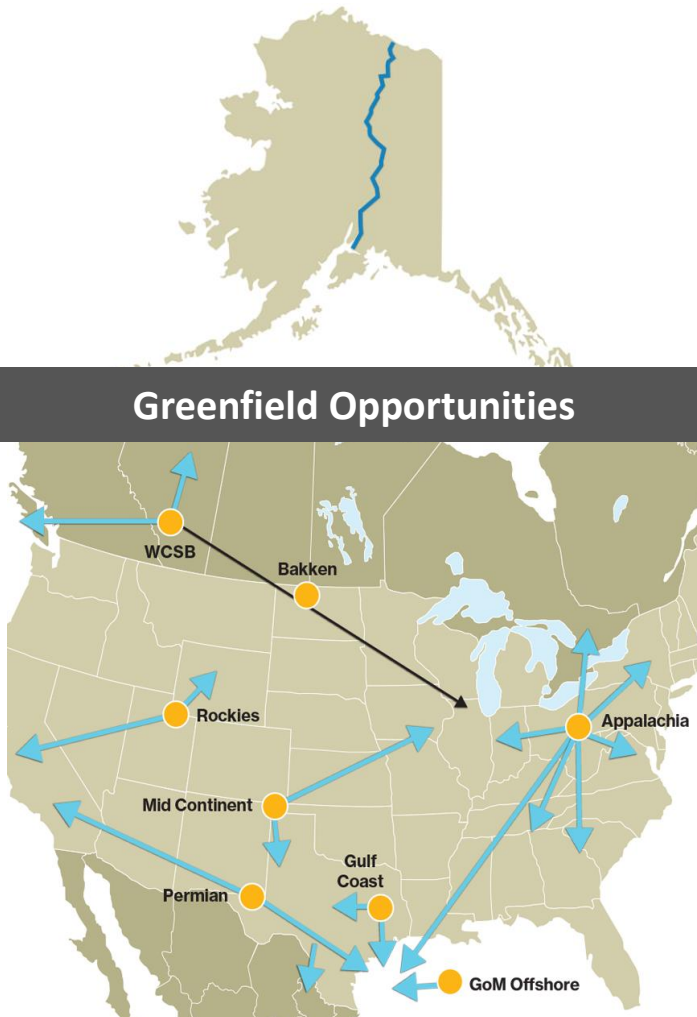 Greenfield Opportunities
WCSB
Bakken
Rockies
Appalachia
Mid Continent
Gulf
Coast
Permian
GoM Offshore